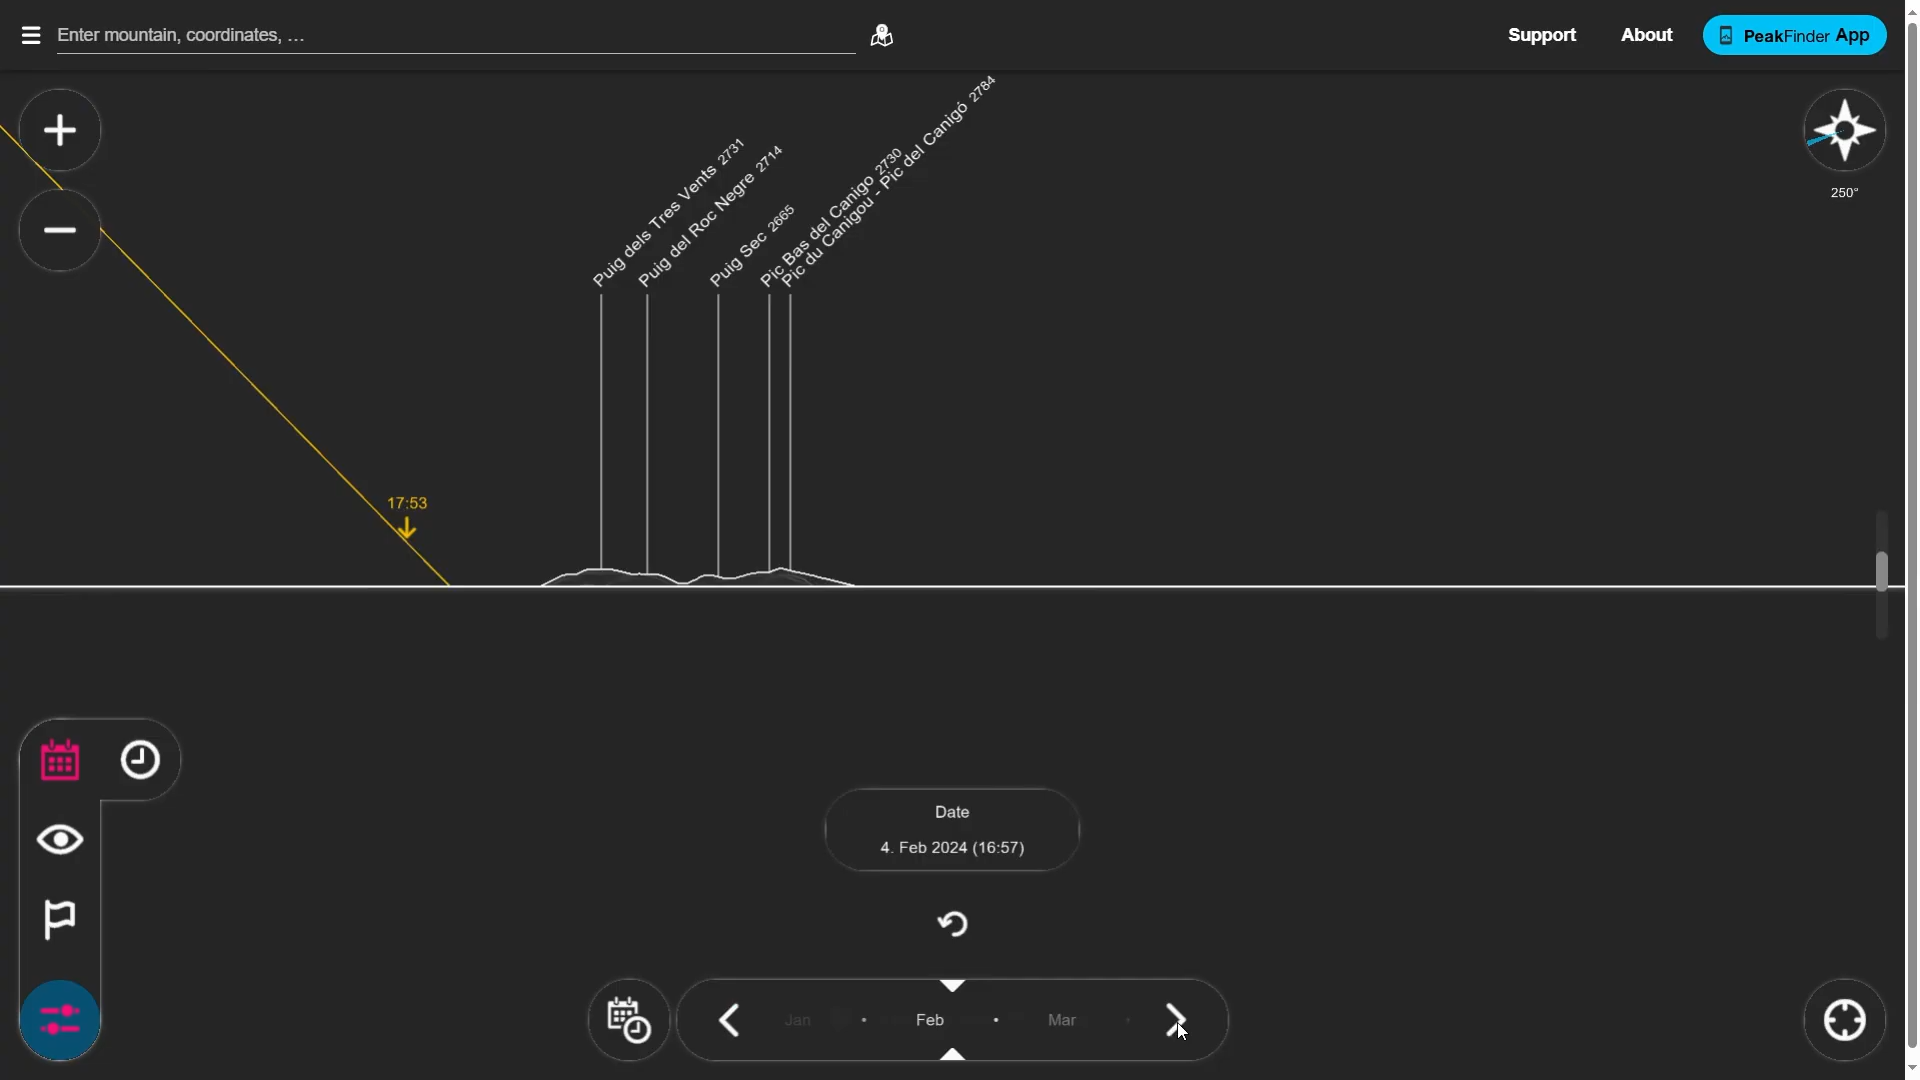 Enter mountain, coordinates, …
Support
About
PeakFinder App
250°
Puig dels Tres Vents 2731
Puig del Roc Negre 2714
Puig Sec 2665
Pic Bas del Canigo 2730
Pic du Canigou - Pic del Canigó 2784
17:53
Date
4. Feb 2024 (16:57)
Jan • Feb • Mar